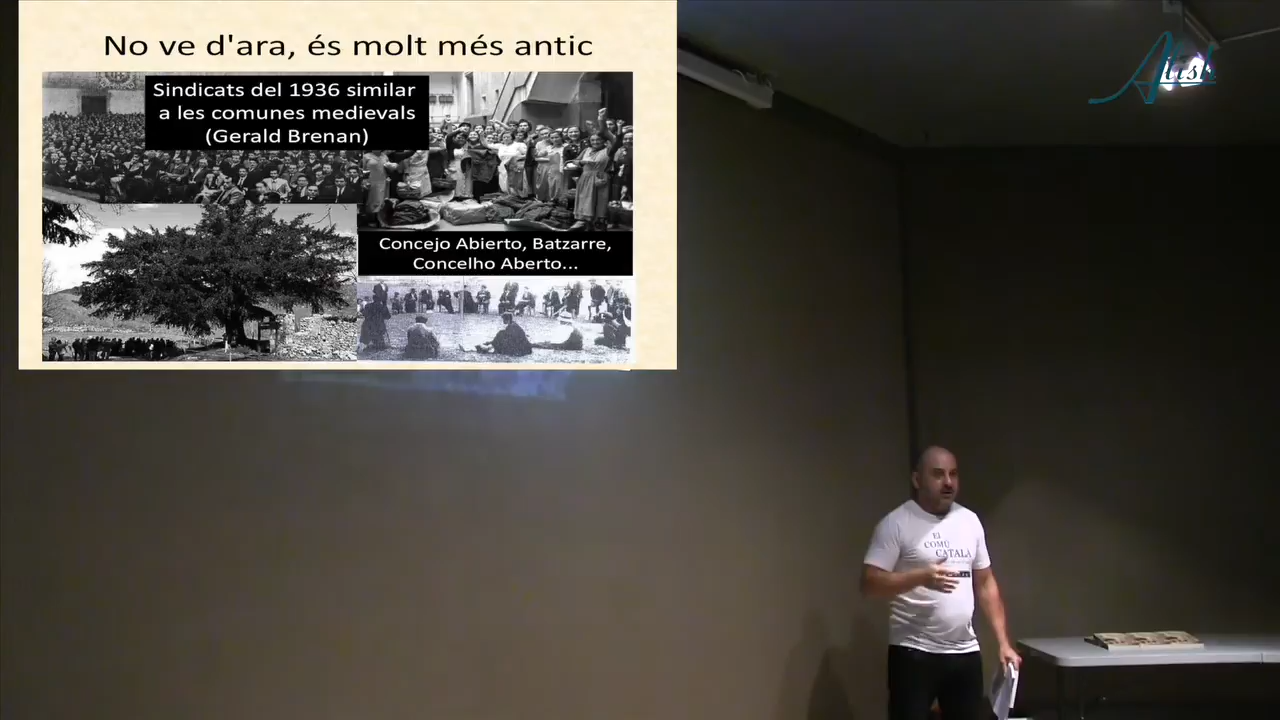 No ve d'ara, és molt més antic
Sindicats del 1936 similar
a les comunes medievals
(Gerald Brenan)
Concejo Abierto, Batzarre,
Concelho Aberto...
Alish
El
COMÚ
CATALÀ